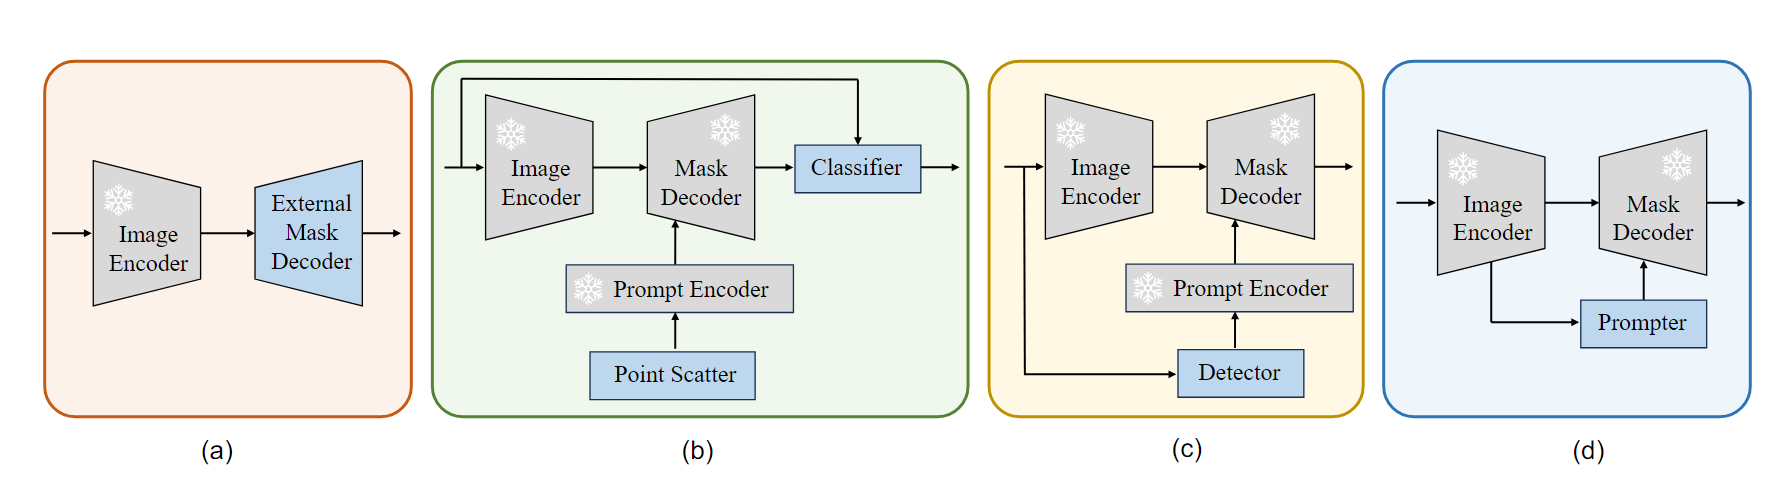 Image
Encoder
External
Mask
Decoder
(a)
Image
Encoder
Mask
Decoder
Classifier
Prompt Encoder
Point Scatter
(b)
Image
Encoder
Mask
Decoder
Prompt Encoder
Detector
(c)
Image
Encoder
Mask
Decoder
Prompter
(d)